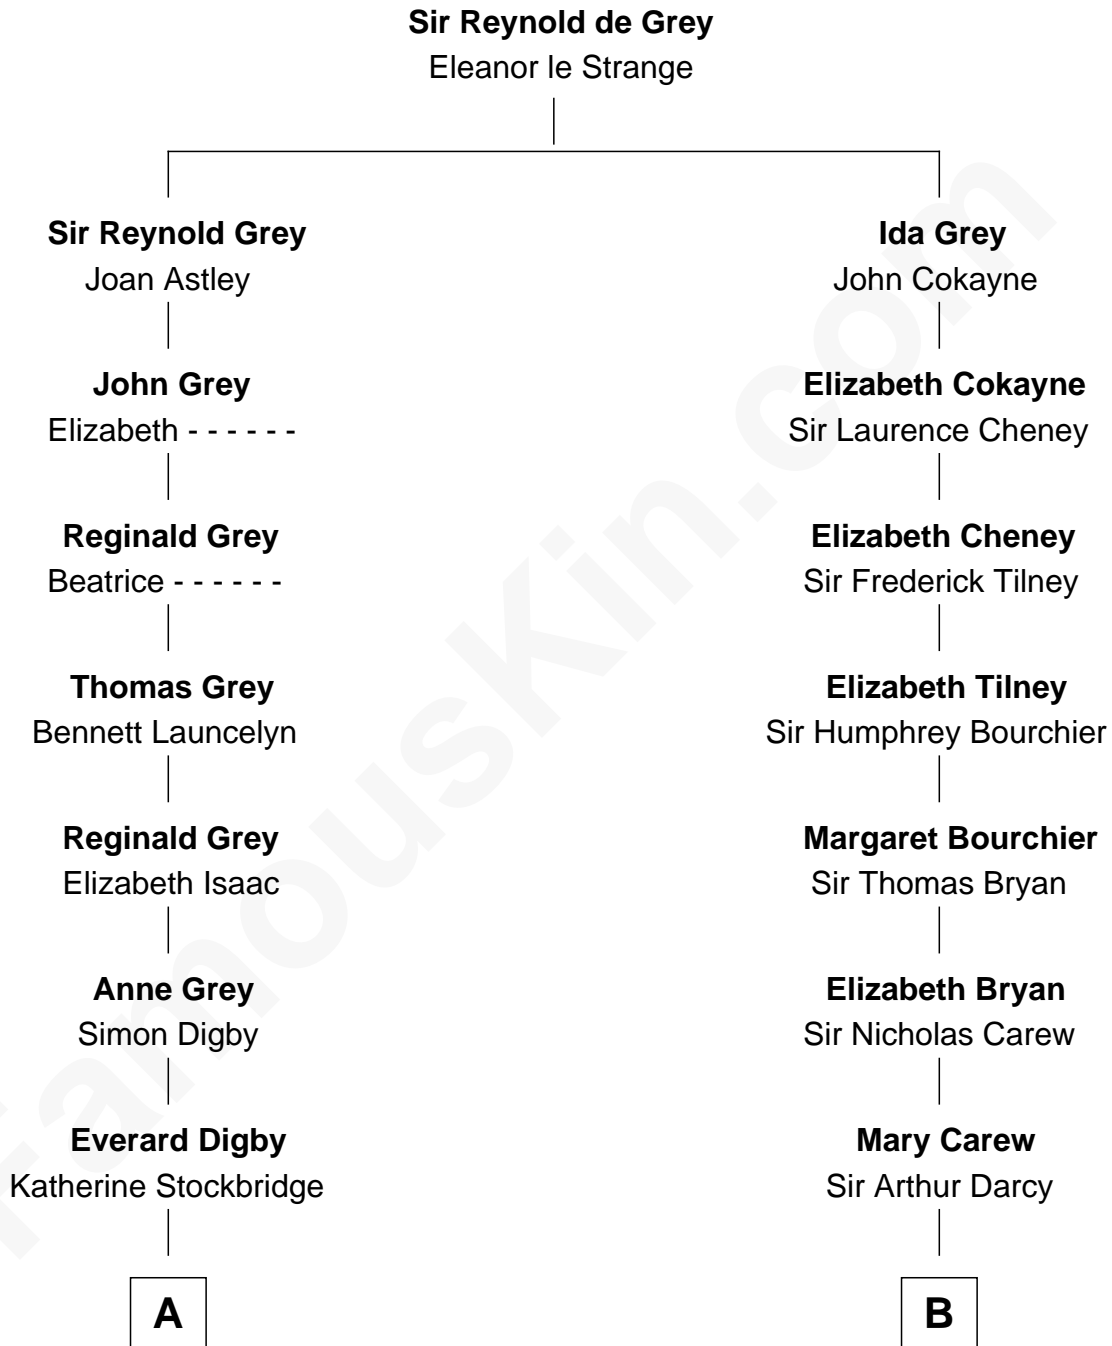 Sir Reynold de Grey
Eleanor le Strange
Sir Reynold Grey
Joan Astley
John Grey
Elizabeth - - - - - -
Reginald Grey
Beatrice - - - - - -
Thomas Grey
Bennett Launcelyn
Reginald Grey
Elizabeth Isaac
Anne Grey
Simon Digby
Everard Digby
Katherine Stockbridge
A
Ida Grey
John Cokayne
Elizabeth Cokayne
Sir Laurence Cheney
Elizabeth Cheney
Sir Frederick Tilney
Elizabeth Tilney
Sir Humphrey Bourchier
Margaret Bourchier
Sir Thomas Bryan
Elizabeth Bryan
Sir Nicholas Carew
Mary Carew
Sir Arthur Darcy
B
FamousKin.com